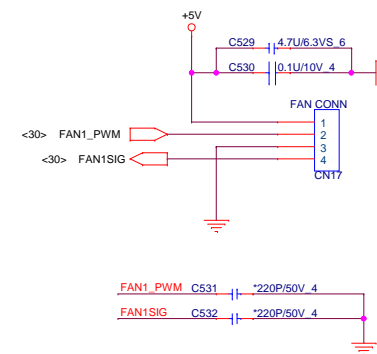 +5V
C529 4.7U/6.3VS_6
C530 0.1U/10V_4
FAN CONN
1
<30> FAN1_PWM 2
3
<30> FAN1SIG 4
CN17
FAN1_PWM C531 *220P/50V_4
FAN1SIG C532 *220P/50V_4